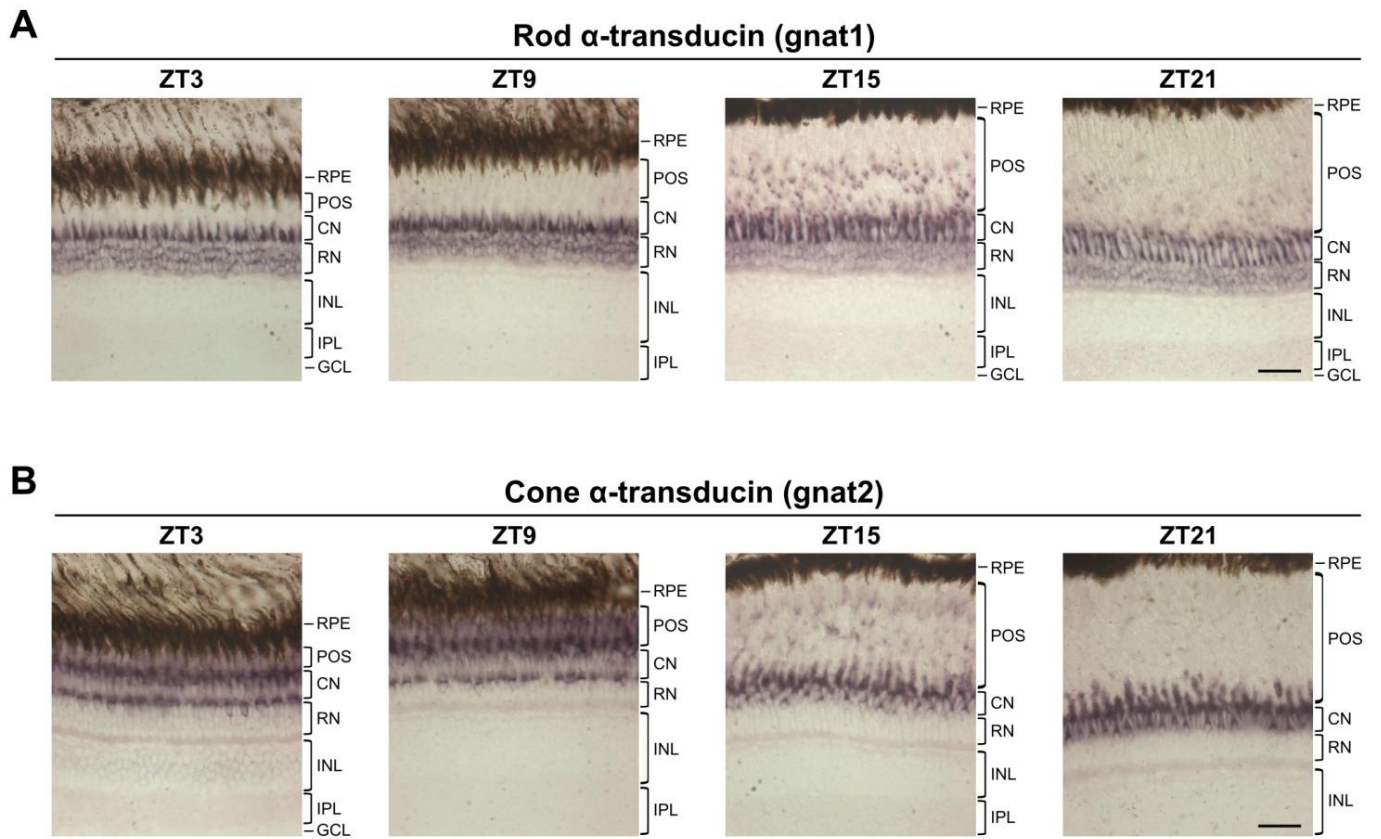 A
Rod α-transducin (gnat1)
ZT3 ZT9 ZT15 ZT21
RPE
POS
CN
RN
INL
IPL
GCL
RPE
POS
CN
RN
INL
IPL
RPE
POS
CN
RN
INL
IPL
GCL
RPE
POS
CN
RN
INL
IPL
GCL
B
Cone α-transducin (gnat2)
ZT3 ZT9 ZT15 ZT21
RPE
POS
CN
RN
INL
IPL
GCL
RPE
POS
CN
RN
INL
IPL
RPE
POS
CN
RN
INL
IPL
RPE
POS
CN
RN
INL